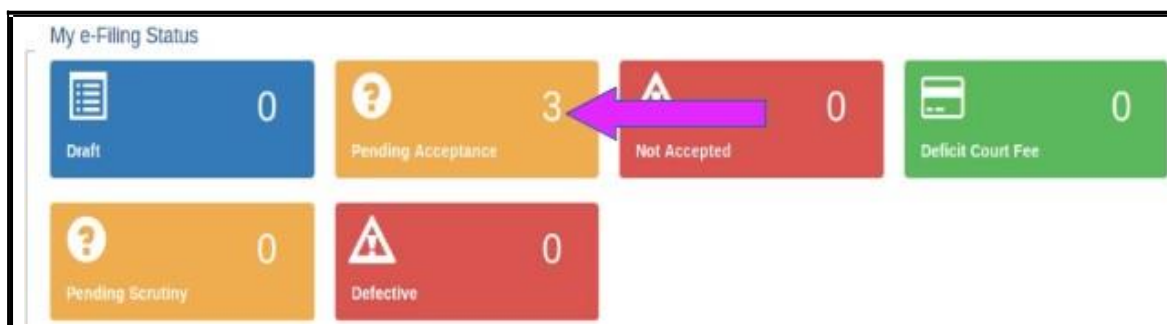 My e-Filing Status
0
Draft
3
Pending Acceptance
0
Not Accepted
0
Deficit Court Fee
0
Pending Scrutiny
0
Defective